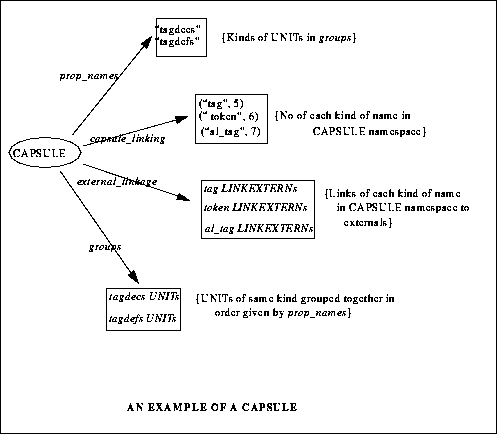 "tagdecs"
"tagdefs"
{Kinds of UNITs in groups}
prop_names
("tag", 5)
(" token", 6)
("al_tag", 7)
{No of each kind of name in
CAPSULE namespace}
capsule_linking
CAPSULE
external_linkage
tag LINKEXTERNs
token LINKEXTERNs
al_tag LINKEXTERNs
{Links of each kind of name
in CAPSULE namespace to
externals}
groups
tagdecs UNITs
tagdefs UNITs
{UNITs of same kind grouped together in
order given by prop_names}
AN EXAMPLE OF A CAPSULE